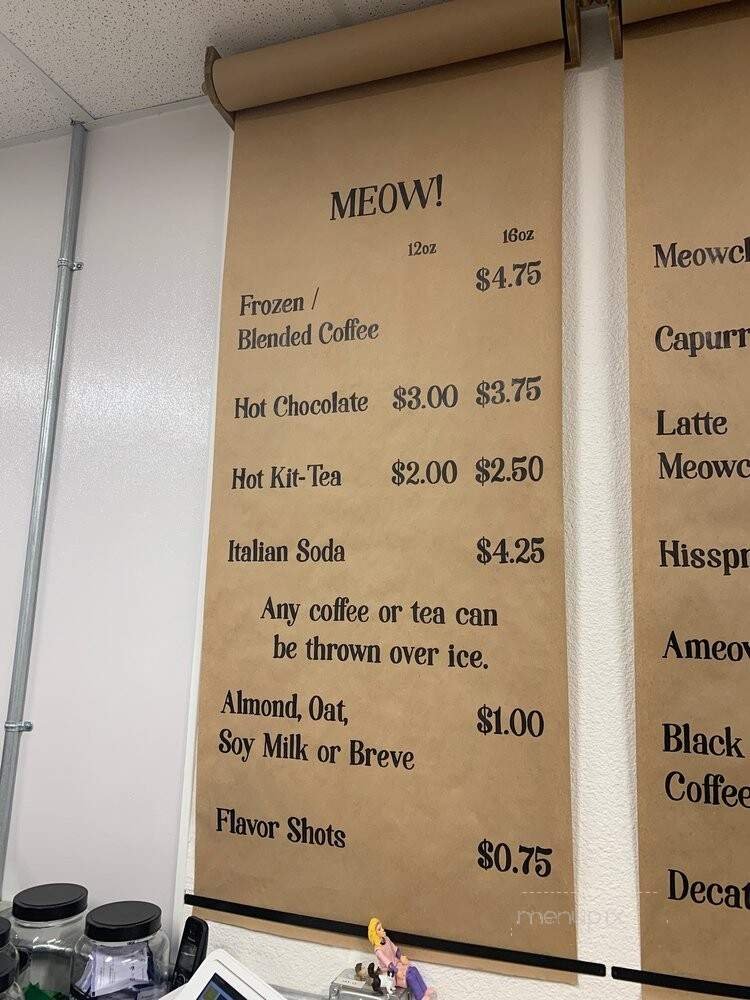 MEOW!
12oz 16oz
Frozen / $4.75
Blended Coffee
Hot Chocolate $3.00 $3.75
Hot Kit-Tea $2.00 $2.50
Italian Soda $4.25
Any coffee or tea can
be thrown over ice.
Almond, Oat, $1.00
Soy Milk or Breve
Flavor Shots
$0.75
Latte
Black
menupix